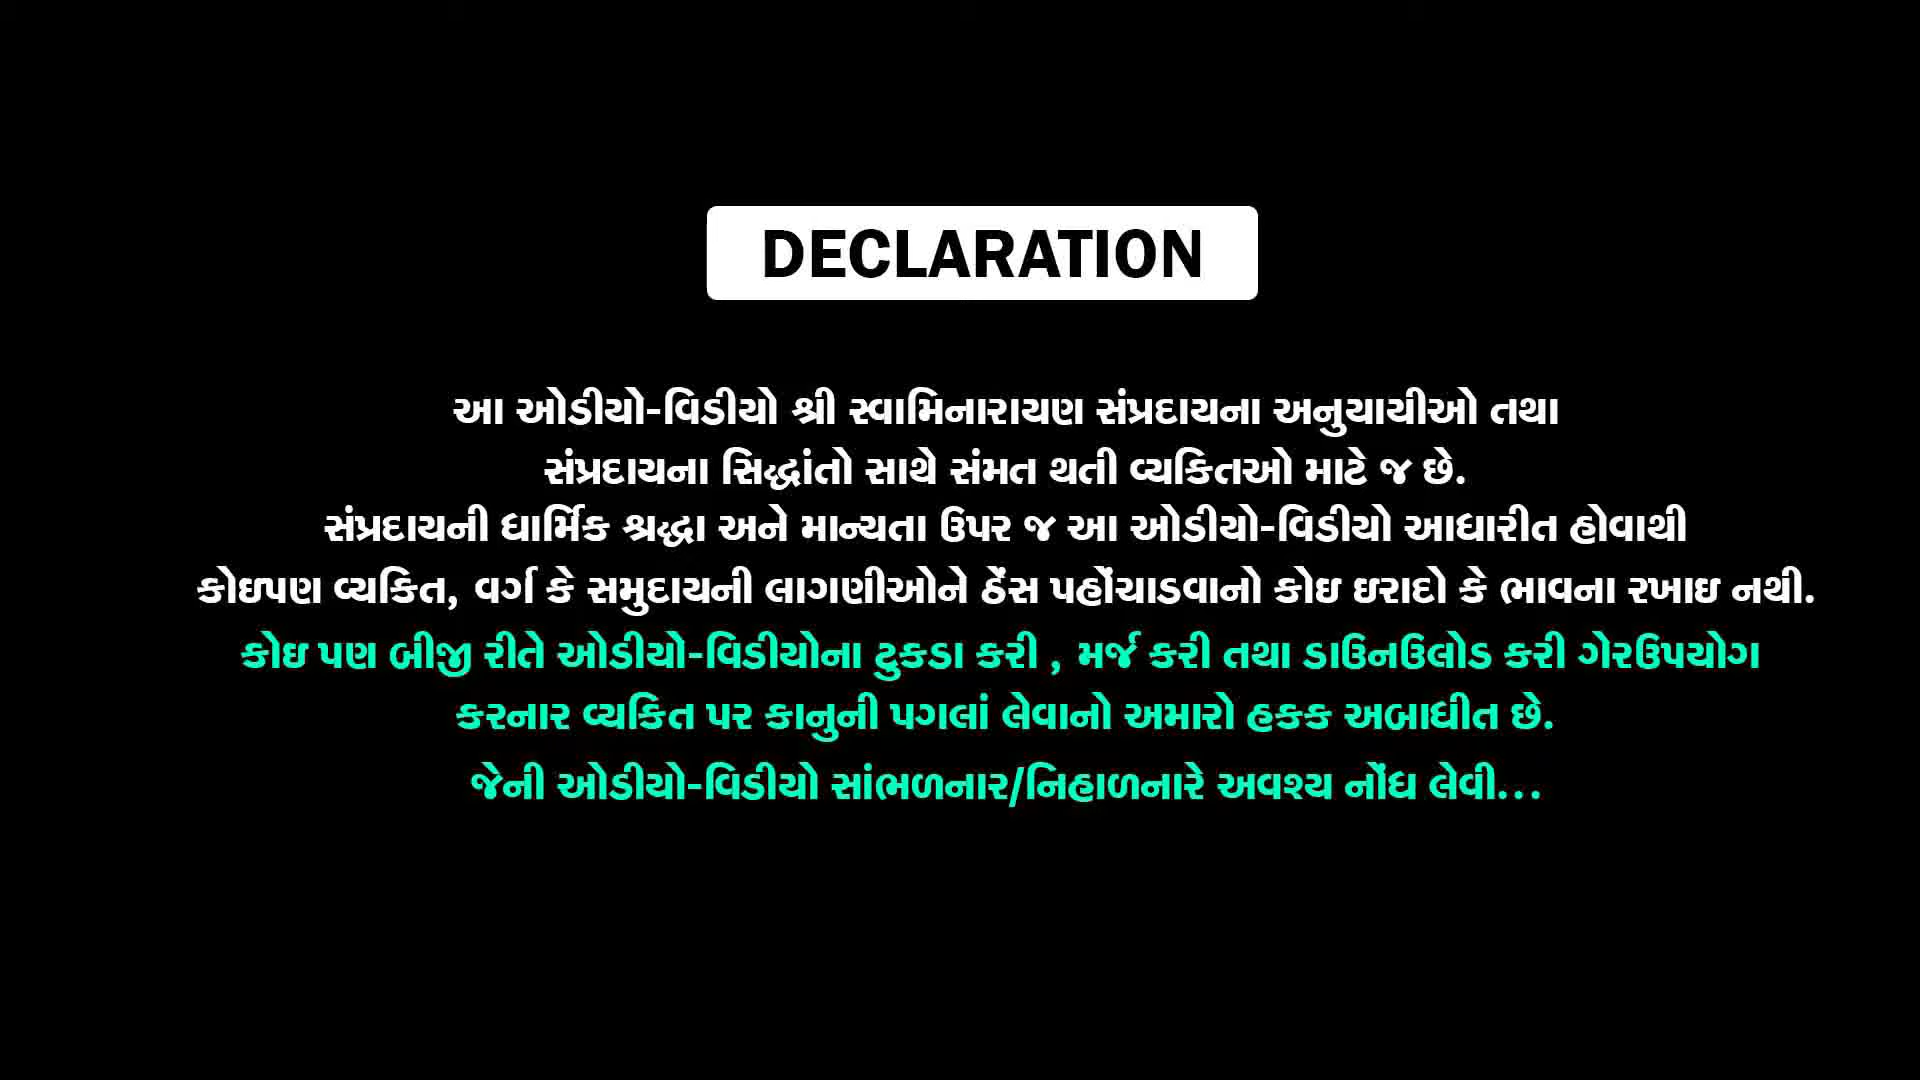 DECLARATION
આ ઓડીયો-વિડીયો શ્રી સ્વામિનારાયણ સંપ્રદાયના અનુયાયીઓ તથા
સંપ્રદાયના સિદ્ધાંતો સાથે સંમત થતી વ્યકિતઓ માટે જ છે.
સંપ્રદાયની ધાર્મિક શ્રદ્ધા અને માન્યતા ઉપર જ આ ઓડીયો-વિડીયો આધારીત હોવાથી
કોઇપણ વ્યકિત, વર્ગ કે સમુદાયની લાગણીઓને ઠેંસ પહોંચાડવાનો કોઇ ઇરાદો કે ભાવના રખાઇ નથી.
કોઇ પણ બીજી રીતે ઓડીયો-વિડીયોના ટુકડા કરી , મર્જ કરી તથા ડાઉનઉલોડ કરી ગેરઉપયોગ
કરનાર વ્યકિત પર કાનુની પગલાં લેવાનો અમારો હકક અબાધીત છે.
જેની ઓડીયો-વિડીયો સાંભળનાર/નિહાળનારે અવશ્ય નોંધ લેવી...